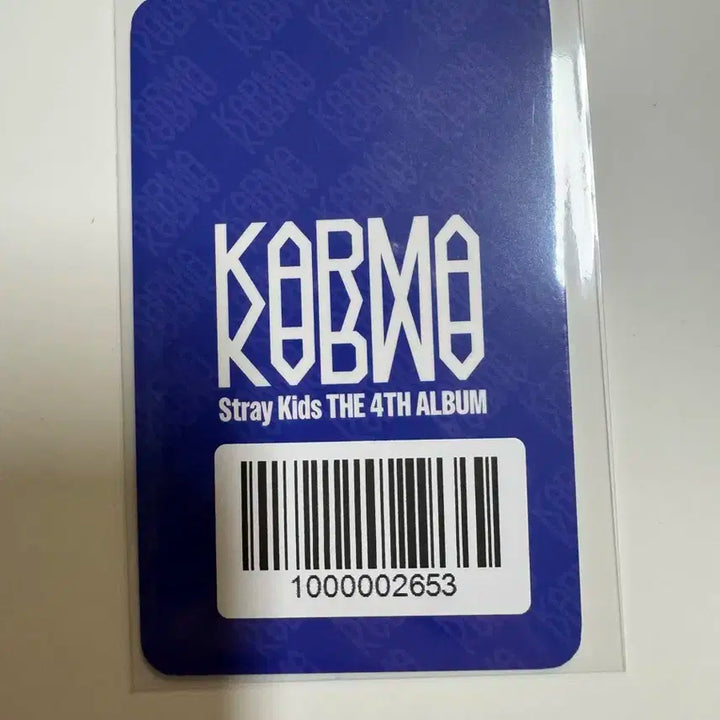 KARMA
Stray Kids THE 4TH ALBUM
1000002653